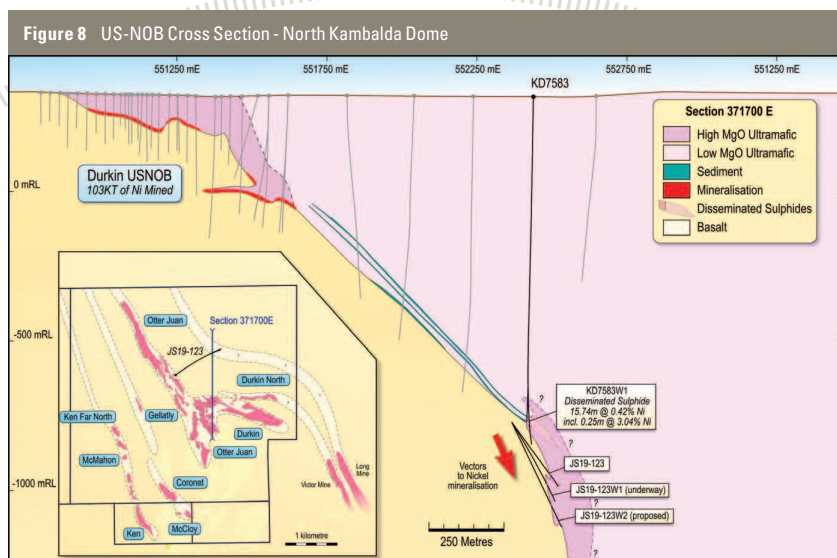 Figure 8 US-NOB Cross Section - North Kambalda Dome
551250 mE
551750 mE
552250 mE
552750 mE
551250 mE
KD7583
Section 371700 E
High MgO Ultramafic
Low MgO Ultramafic
Sediment
Mineralisation
Disseminated Sulphides
Basalt
Durkin USNOB
103KT of Ni Mined
0 mRL
-500 mRL
-1000 mRL
Otter Juan
Section 371700E
JS19-123
Durkin North
Ken Far North
Gellatly
Durkin
McMahon
Otter Juan
Coronet
Victor Mine
Long
Mine
Ken
McCloy
1 kilometre
KD7583W1
Disseminated Sulphide
15.74m @ 0.42% Ni
incl. 0.25m @ 3.04% Ni
?
?
?
?
Vectors
to Nickel
mineralisation
JS19-123
JS19-123W1 (underway)
JS19-123W2 (proposed)
250 Metres